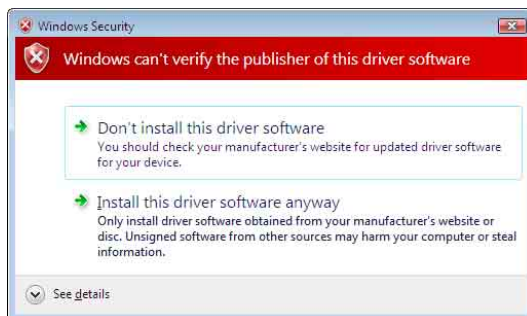 Windows Security
Windows can't verify the publisher of this driver software
Don't install this driver software
You should check your manufacturer's website for updated driver software
for your device.
Install this driver software anyway
Only install driver software obtained from your manufacturer's website or
disc. Unsigned software from other sources may harm your computer or steal
information.
See details